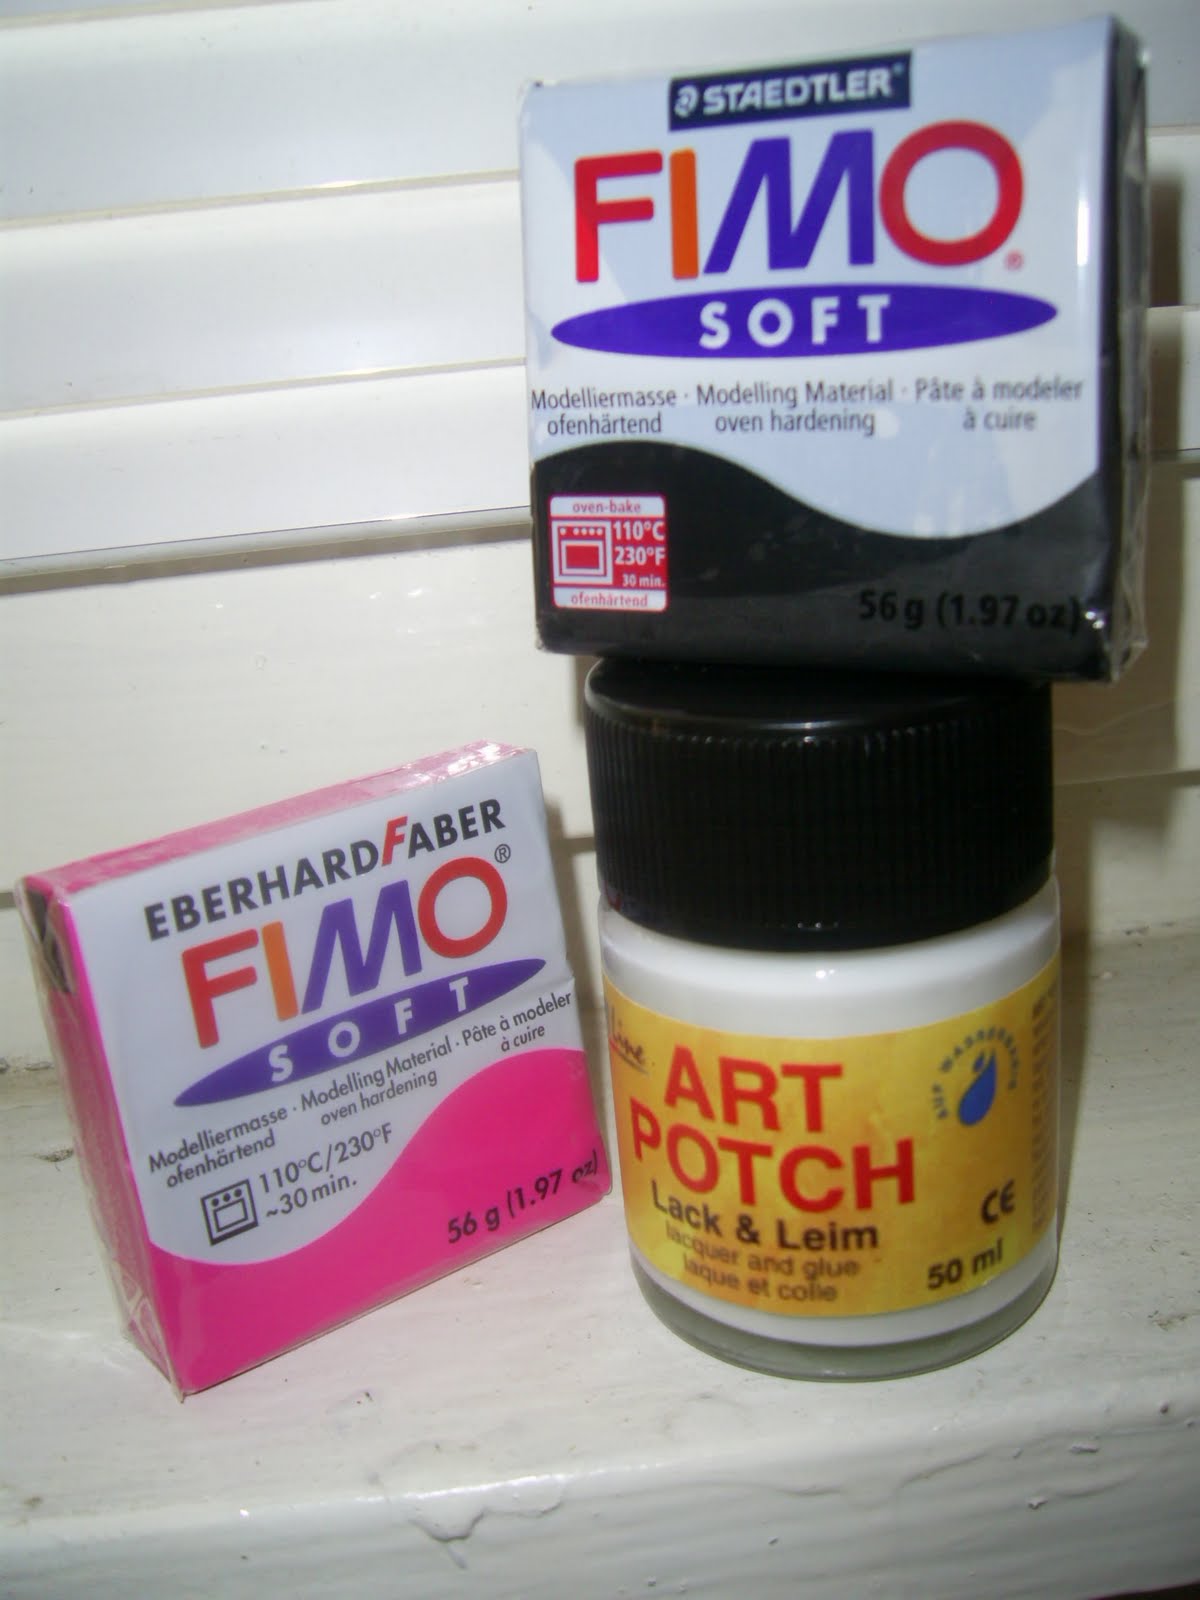 STAEDTLER
FIMO®
SOFT
Modelliermasse · Modelling Material · Pâte à modeler
ofenhärtend oven hardening à cuire
oven-bake
110°C
230°F
30 min.
ofenhärtend
56 g (1.97 oz)
EBERHARDFABER
FIMO®
SOFT
Modelliermasse · Modelling Material · Pâte à modeler
ofenhärtend oven hardening à cuire
110°C/230°F
~30 min.
56 g (1.97 oz)
Line
ART
POTCH
Lack & Leim
lacquer and glue
laque et colle
CE
50 ml